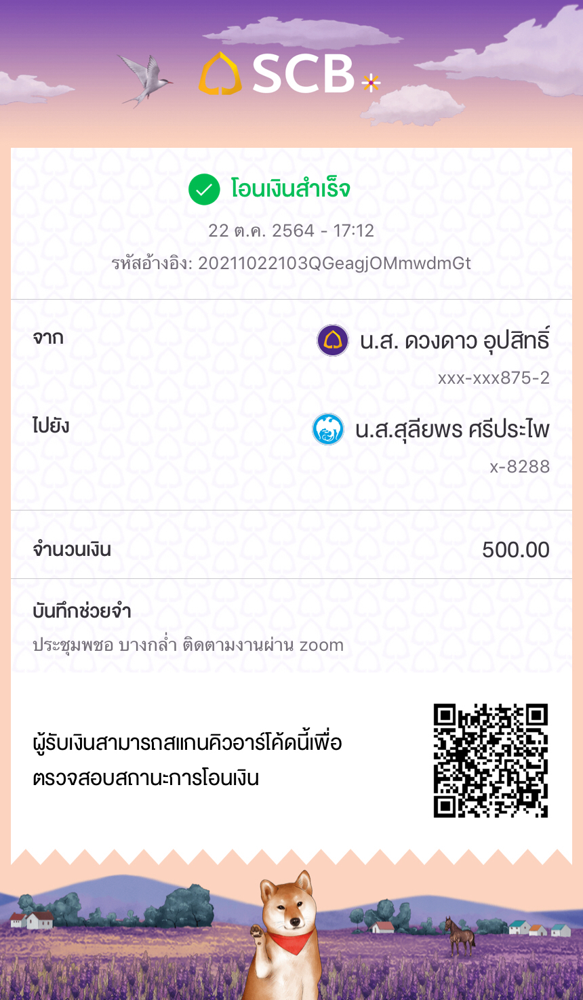 SCB
โอนเงินสำเร็จ
22 ต.ค. 2564 - 17:12
รหัสอ้างอิง: 20211022103QGeagjOMmwdmGt
จาก
น.ส. ดวงดาว อุปสิทธิ์
xxx-xxx875-2
ไปยัง
น.ส.สุลียพร ศรีประไพ
x-8288
จำนวนเงิน 500.00
บันทึกช่วยจำ
ประชุมพชอ บางกล่ำ ติดตามงานผ่าน zoom
ผู้รับเงินสามารถสแกนคิวอาร์โค้ดนี้เพื่อ
ตรวจสอบสถานะการโอนเงิน